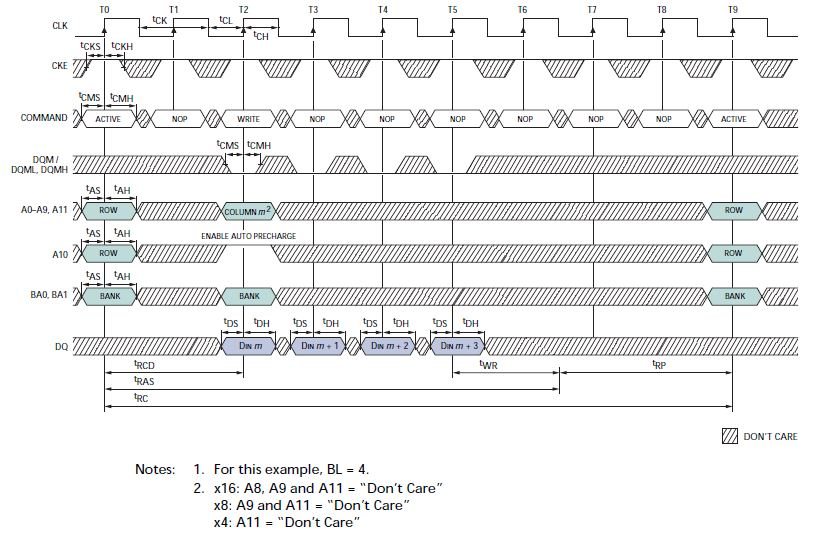 T0 T1 T2 T3 T4 T5 T6 T7 T8 T9
CLK
tCK tCL tCH
tCKS tCKH
CKE
tCMS tCMH
COMMAND ACTIVE NOP WRITE NOP NOP NOP NOP NOP NOP ACTIVE
tCMS tCMH
DQM /
DQML, DQMH
tAS tAH
A0–A9, A11 ROW COLUMN m2 ROW
ENABLE AUTO PRECHARGE
tAS tAH
A10 ROW ROW
tAS tAH
BA0, BA1 BANK BANK BANK
tDS tDH tDS tDH tDS tDH tDS tDH
DQ DIN m DIN m + 1 DIN m + 2 DIN m + 3
tRCD tWR tRP
tRAS
tRC
DON'T CARE
Notes: 1. For this example, BL = 4.
2. x16: A8, A9 and A11 = “Don’t Care”
x8: A9 and A11 = “Don’t Care”
x4: A11 = “Don’t Care”